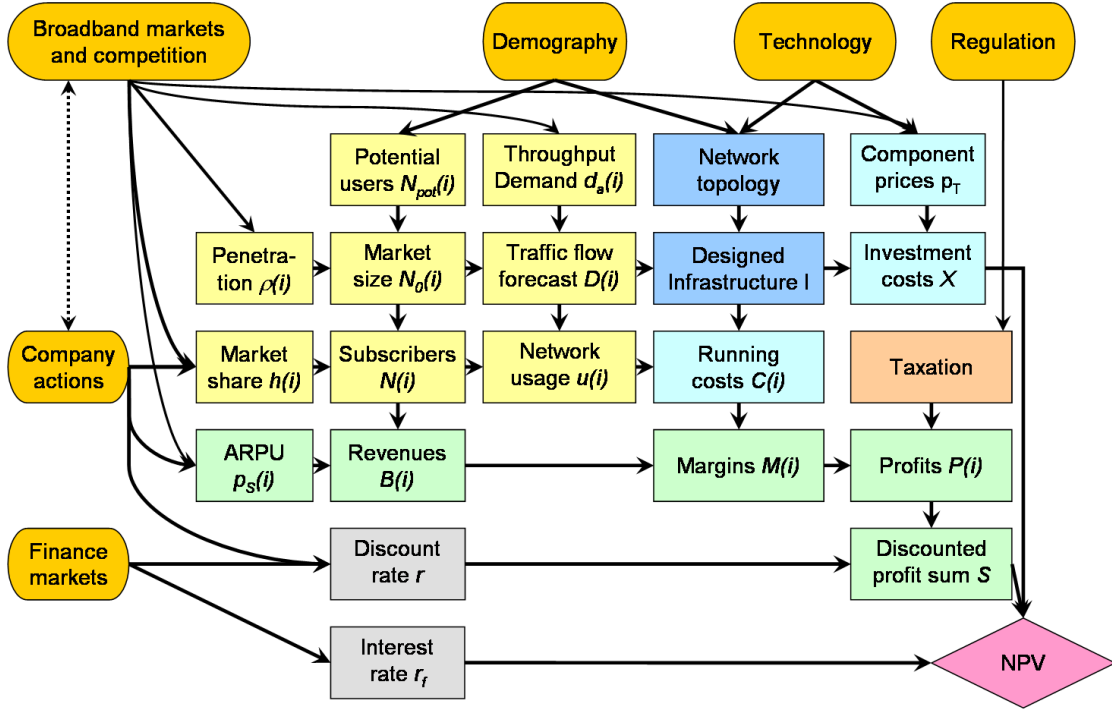 Broadband markets
and competition
Demography
Technology
Regulation
Potential
users N_pot(i)
Throughput
Demand d_a(i)
Network
topology
Component
prices p_T
Penetra-
tion ρ(i)
Market
size N_0(i)
Traffic flow
forecast D(i)
Designed
Infrastructure I
Investment
costs X
Company
actions
Market
share h(i)
Subscribers
N(i)
Network
usage u(i)
Running
costs C(i)
Taxation
ARPU
p_S(i)
Revenues
B(i)
Margins M(i)
Profits P(i)
Finance
markets
Discount
rate r
Discounted
profit sum S
Interest
rate r_f
NPV